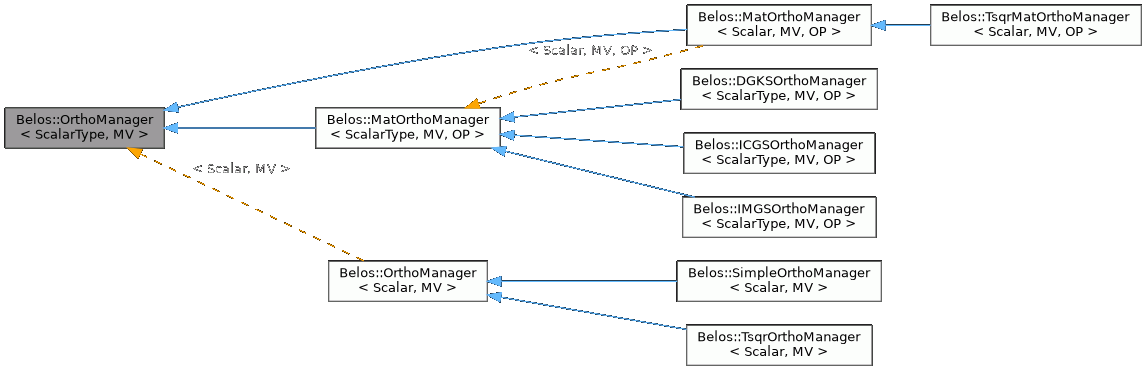 Belos::MatOrthoManager
< Scalar, MV, OP >
Belos::TsqrMatOrthoManager
< Scalar, MV, OP >
< Scalar, MV, OP >
Belos::DGKSOrthoManager
< ScalarType, MV, OP >
Belos::OrthoManager
< ScalarType, MV >
Belos::MatOrthoManager
< ScalarType, MV, OP >
Belos::ICGSOrthoManager
< ScalarType, MV, OP >
< Scalar, MV >
Belos::IMGSOrthoManager
< ScalarType, MV, OP >
Belos::OrthoManager
< Scalar, MV >
Belos::SimpleOrthoManager
< Scalar, MV >
Belos::TsqrOrthoManager
< Scalar, MV >